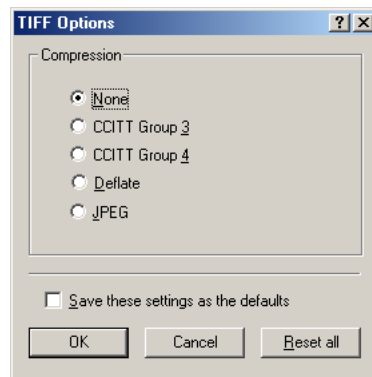 TIFF Options
Compression
None
CCITT Group 3
CCITT Group 4
Deflate
JPEG
Save these settings as the defaults
OK Cancel Reset all